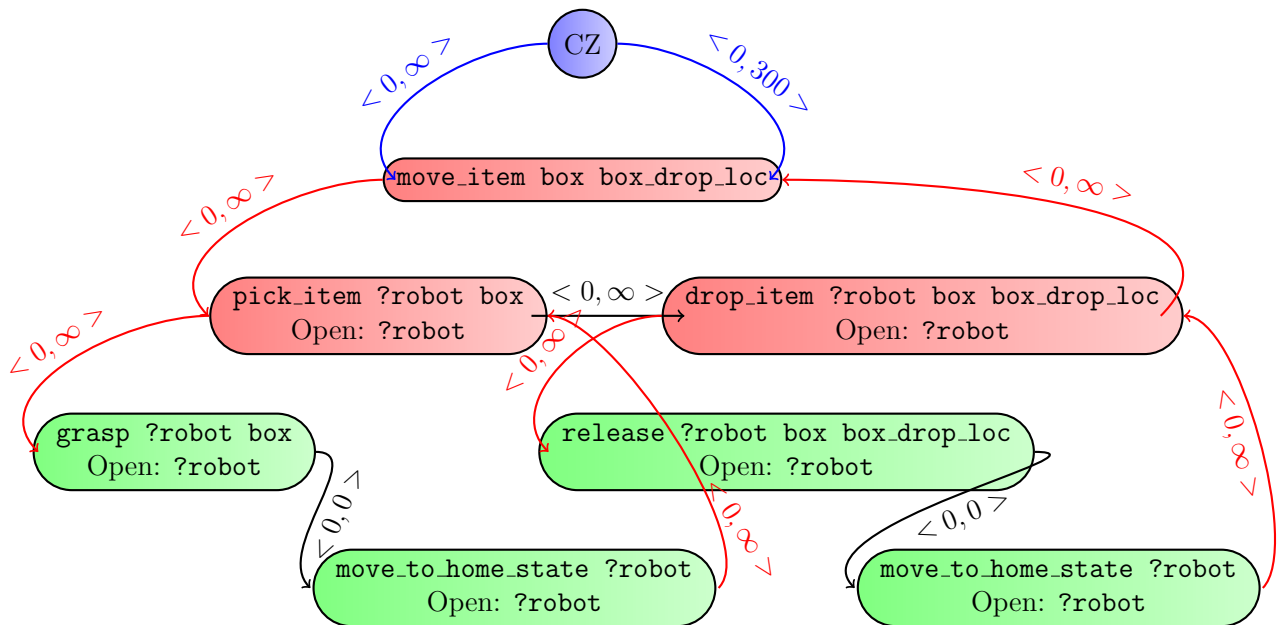 CZ
< 0, ∞ >
< 0, 300 >
move_item box box_drop_loc
< 0, ∞ >
< 0, ∞ >
pick_item ?robot box
Open: ?robot
< 0, ∞ >
drop_item ?robot box box_drop_loc
Open: ?robot
< 0, ∞ >
< 0, ∞ >
grasp ?robot box
Open: ?robot
release ?robot box box_drop_loc
Open: ?robot
< 0, ∞ >
< 0, 0 >
< 0, ∞ >
< 0, 0 >
move_to_home_state ?robot
Open: ?robot
move_to_home_state ?robot
Open: ?robot